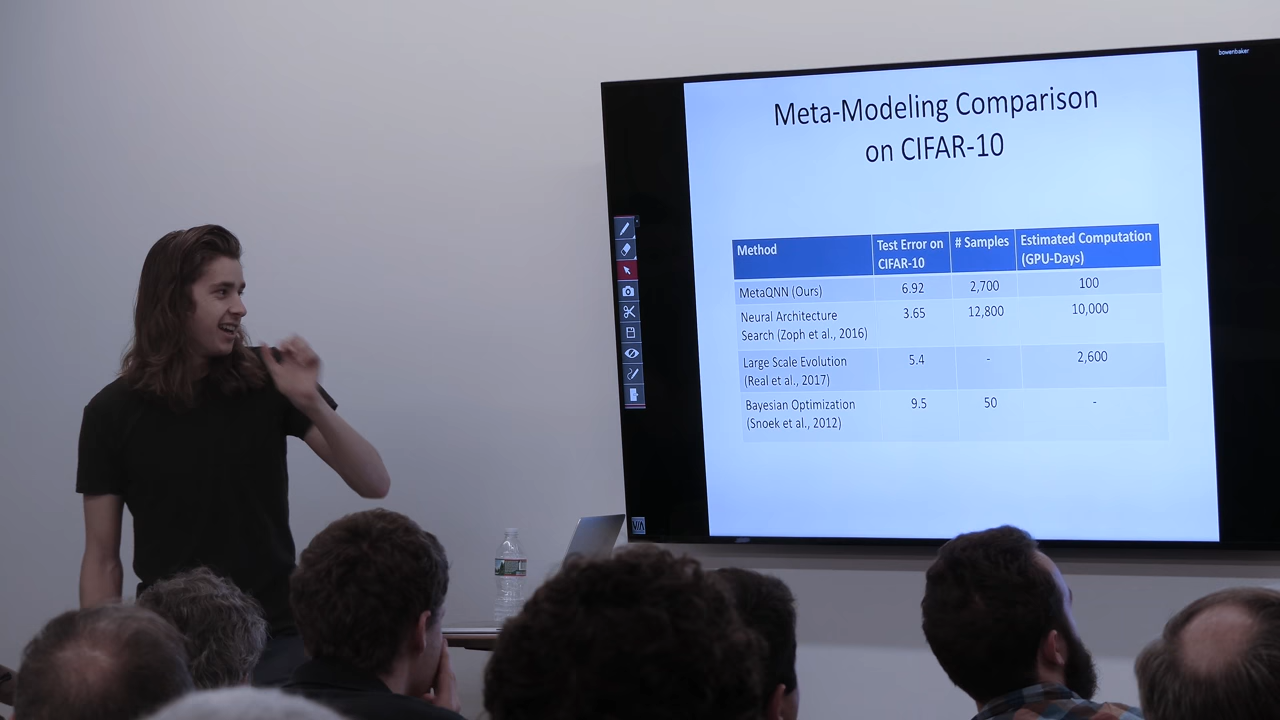 bowenbaker
Meta-Modeling Comparison
on CIFAR-10
Method
Test Error on
CIFAR-10
# Samples
Estimated Computation
(GPU-Days)
MetaQNN (Ours)
6.92
2,700
100
Neural Architecture
Search (Zoph et al., 2016)
3.65
12,800
10,000
Large Scale Evolution
(Real et al., 2017)
5.4
-
2,600
Bayesian Optimization
(Snoek et al., 2012)
9.5
50
-
VIA